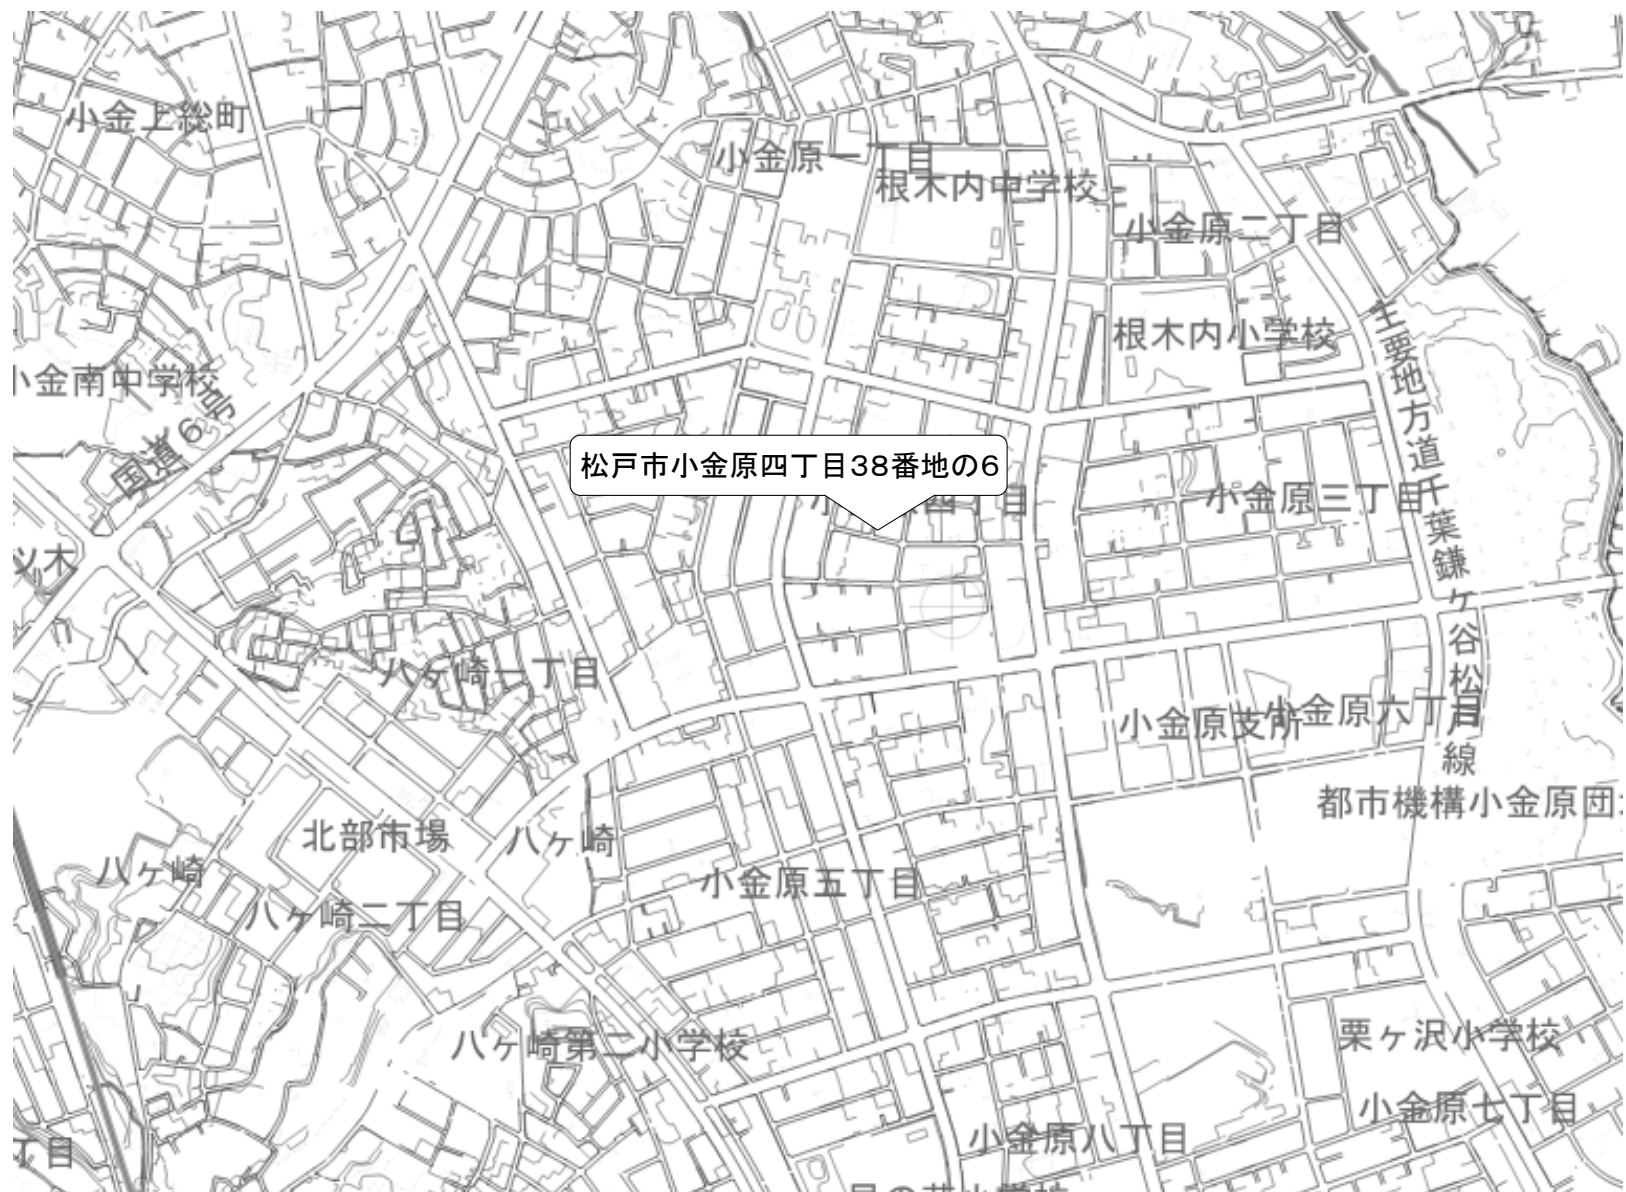 小金上総町
小金原一丁目
根木内中学校
小金原二丁目
主要地方道千葉鎌ケ谷松戸線
根木内小学校
小金南中学校
国道6号
松戸市小金原四丁目38番地の6
小金原三丁目
ツ木
八ヶ崎一丁目
小金原支所
小金原六丁目
都市機構小金原団
北部市場
八ヶ崎
八ヶ崎
小金原五丁目
八ヶ崎二丁目
八ヶ崎第二小学校
栗ヶ沢小学校
小金原七丁目
小金原八丁目
丁目